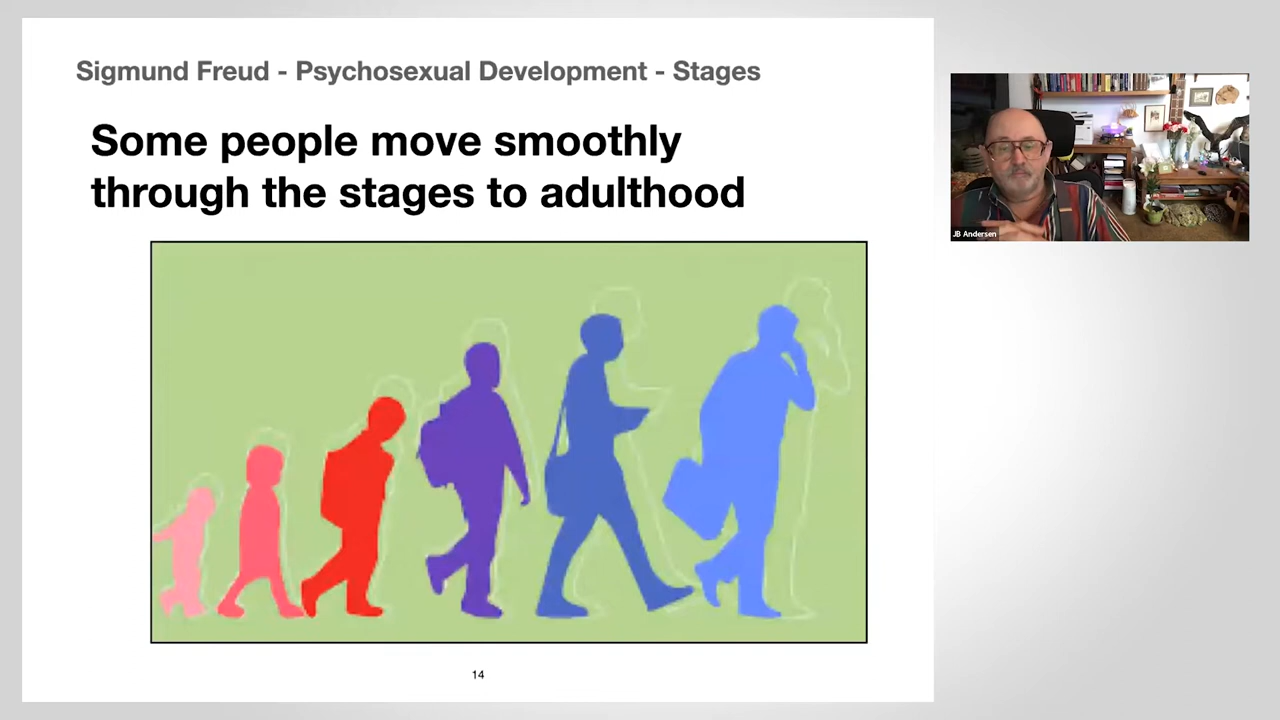 Sigmund Freud - Psychosexual Development - Stages
Some people move smoothly
through the stages to adulthood
14
JB Andersen